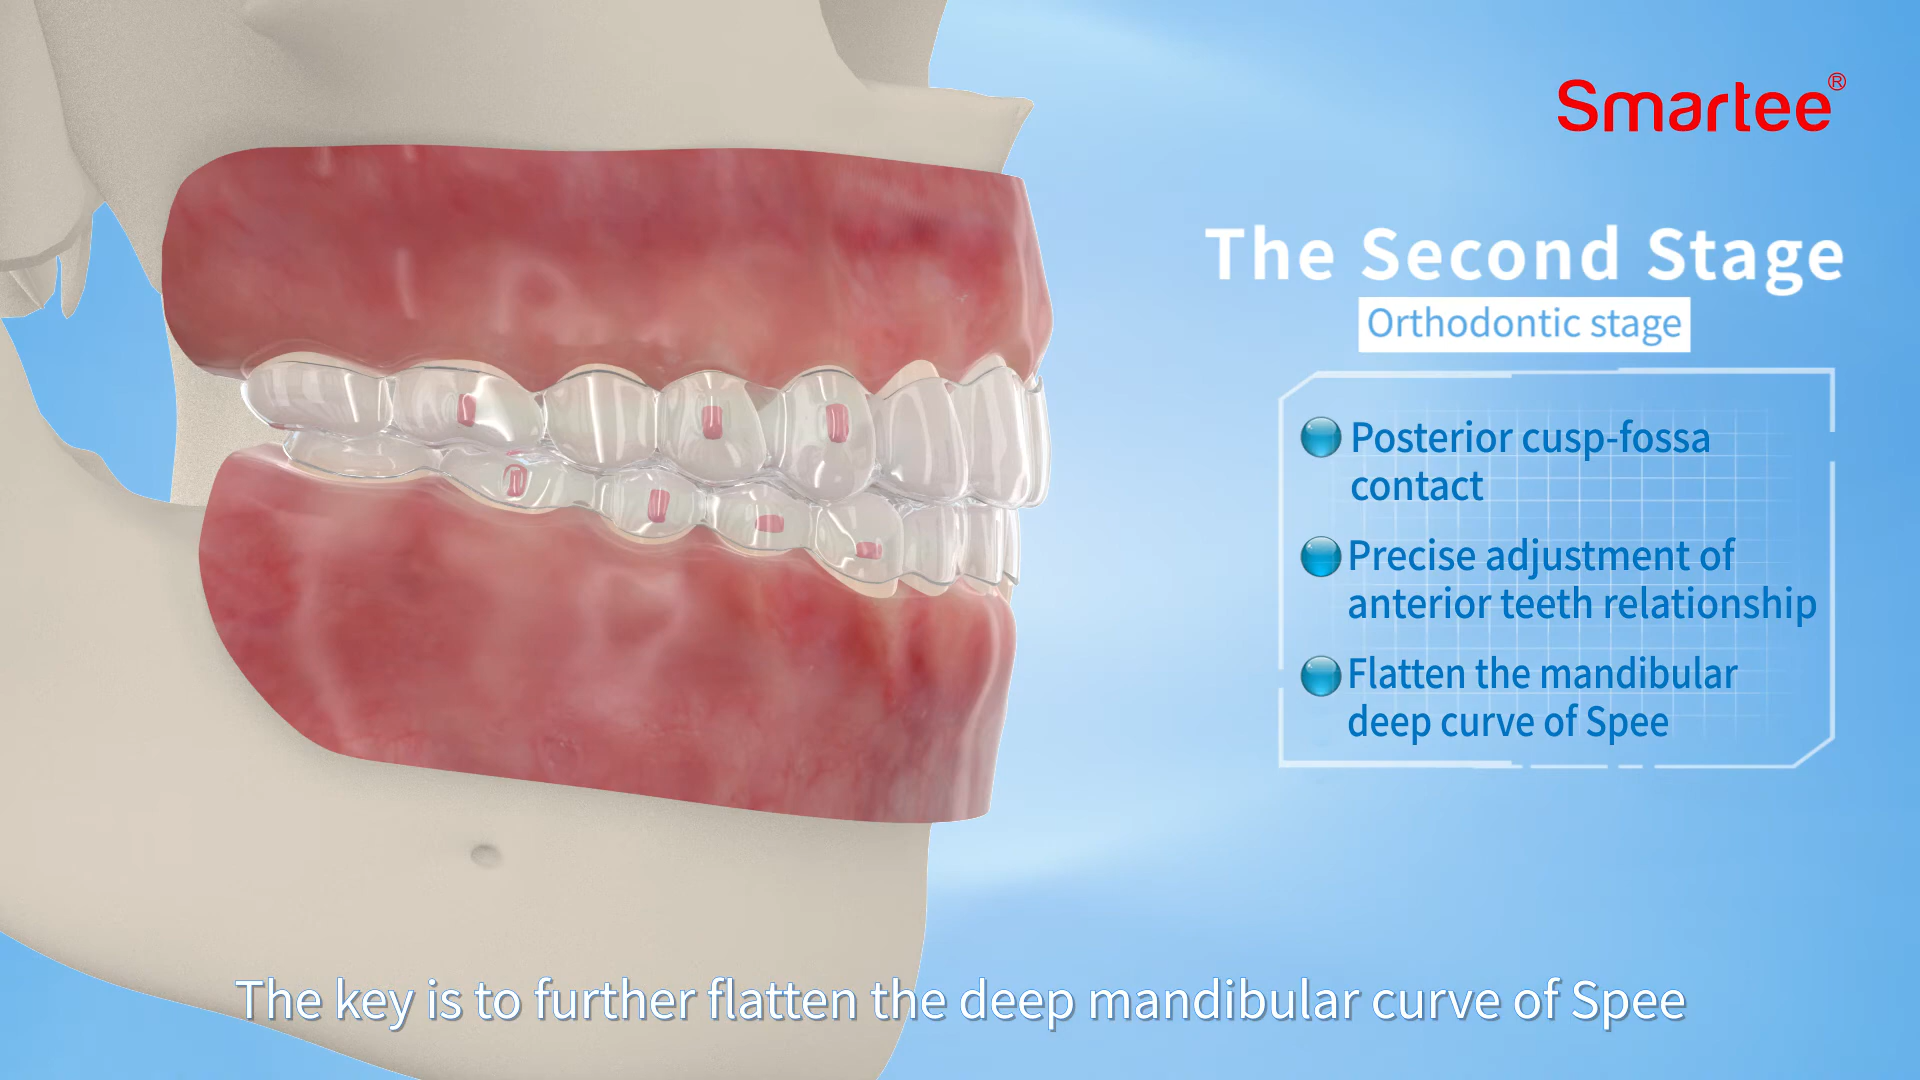 Smartee®
The Second Stage
Orthodontic stage
Posterior cusp-fossa
contact
Precise adjustment of
anterior teeth relationship
Flatten the mandibular
deep curve of Spee
The key is to further flatten the deep mandibular curve of Spee